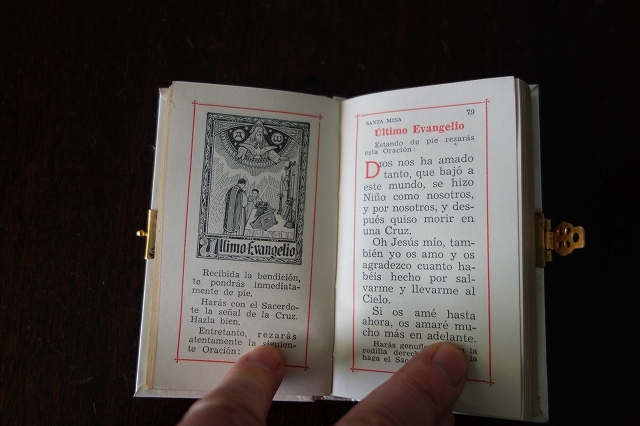 A
Ω
Último Evangelio
Recibida la bendición,
te pondrás inmediata-
mente de pie.
Harás con el Sacerdo-
te la señal de la Cruz.
Hazla bien.
Entretanto, rezarás
atentamente la siguien-
te Oración:
SANTA MISA
79
Último Evangelio
Estando de pie rezarás
esta Oración:
Dios nos ha amado
tanto, que bajó a
este mundo, se hizo
Niño como nosotros,
y por nosotros, y des-
pués quiso morir en
una Cruz.
Oh Jesús mío, tam-
bién yo os amo y os
agradezco cuanto ha-
béis hecho por sal-
varme y llevarme al
Cielo.
Si os amé hasta
ahora, os amaré mu-
cho más en adelante.
Harás la
rodilla
haga el